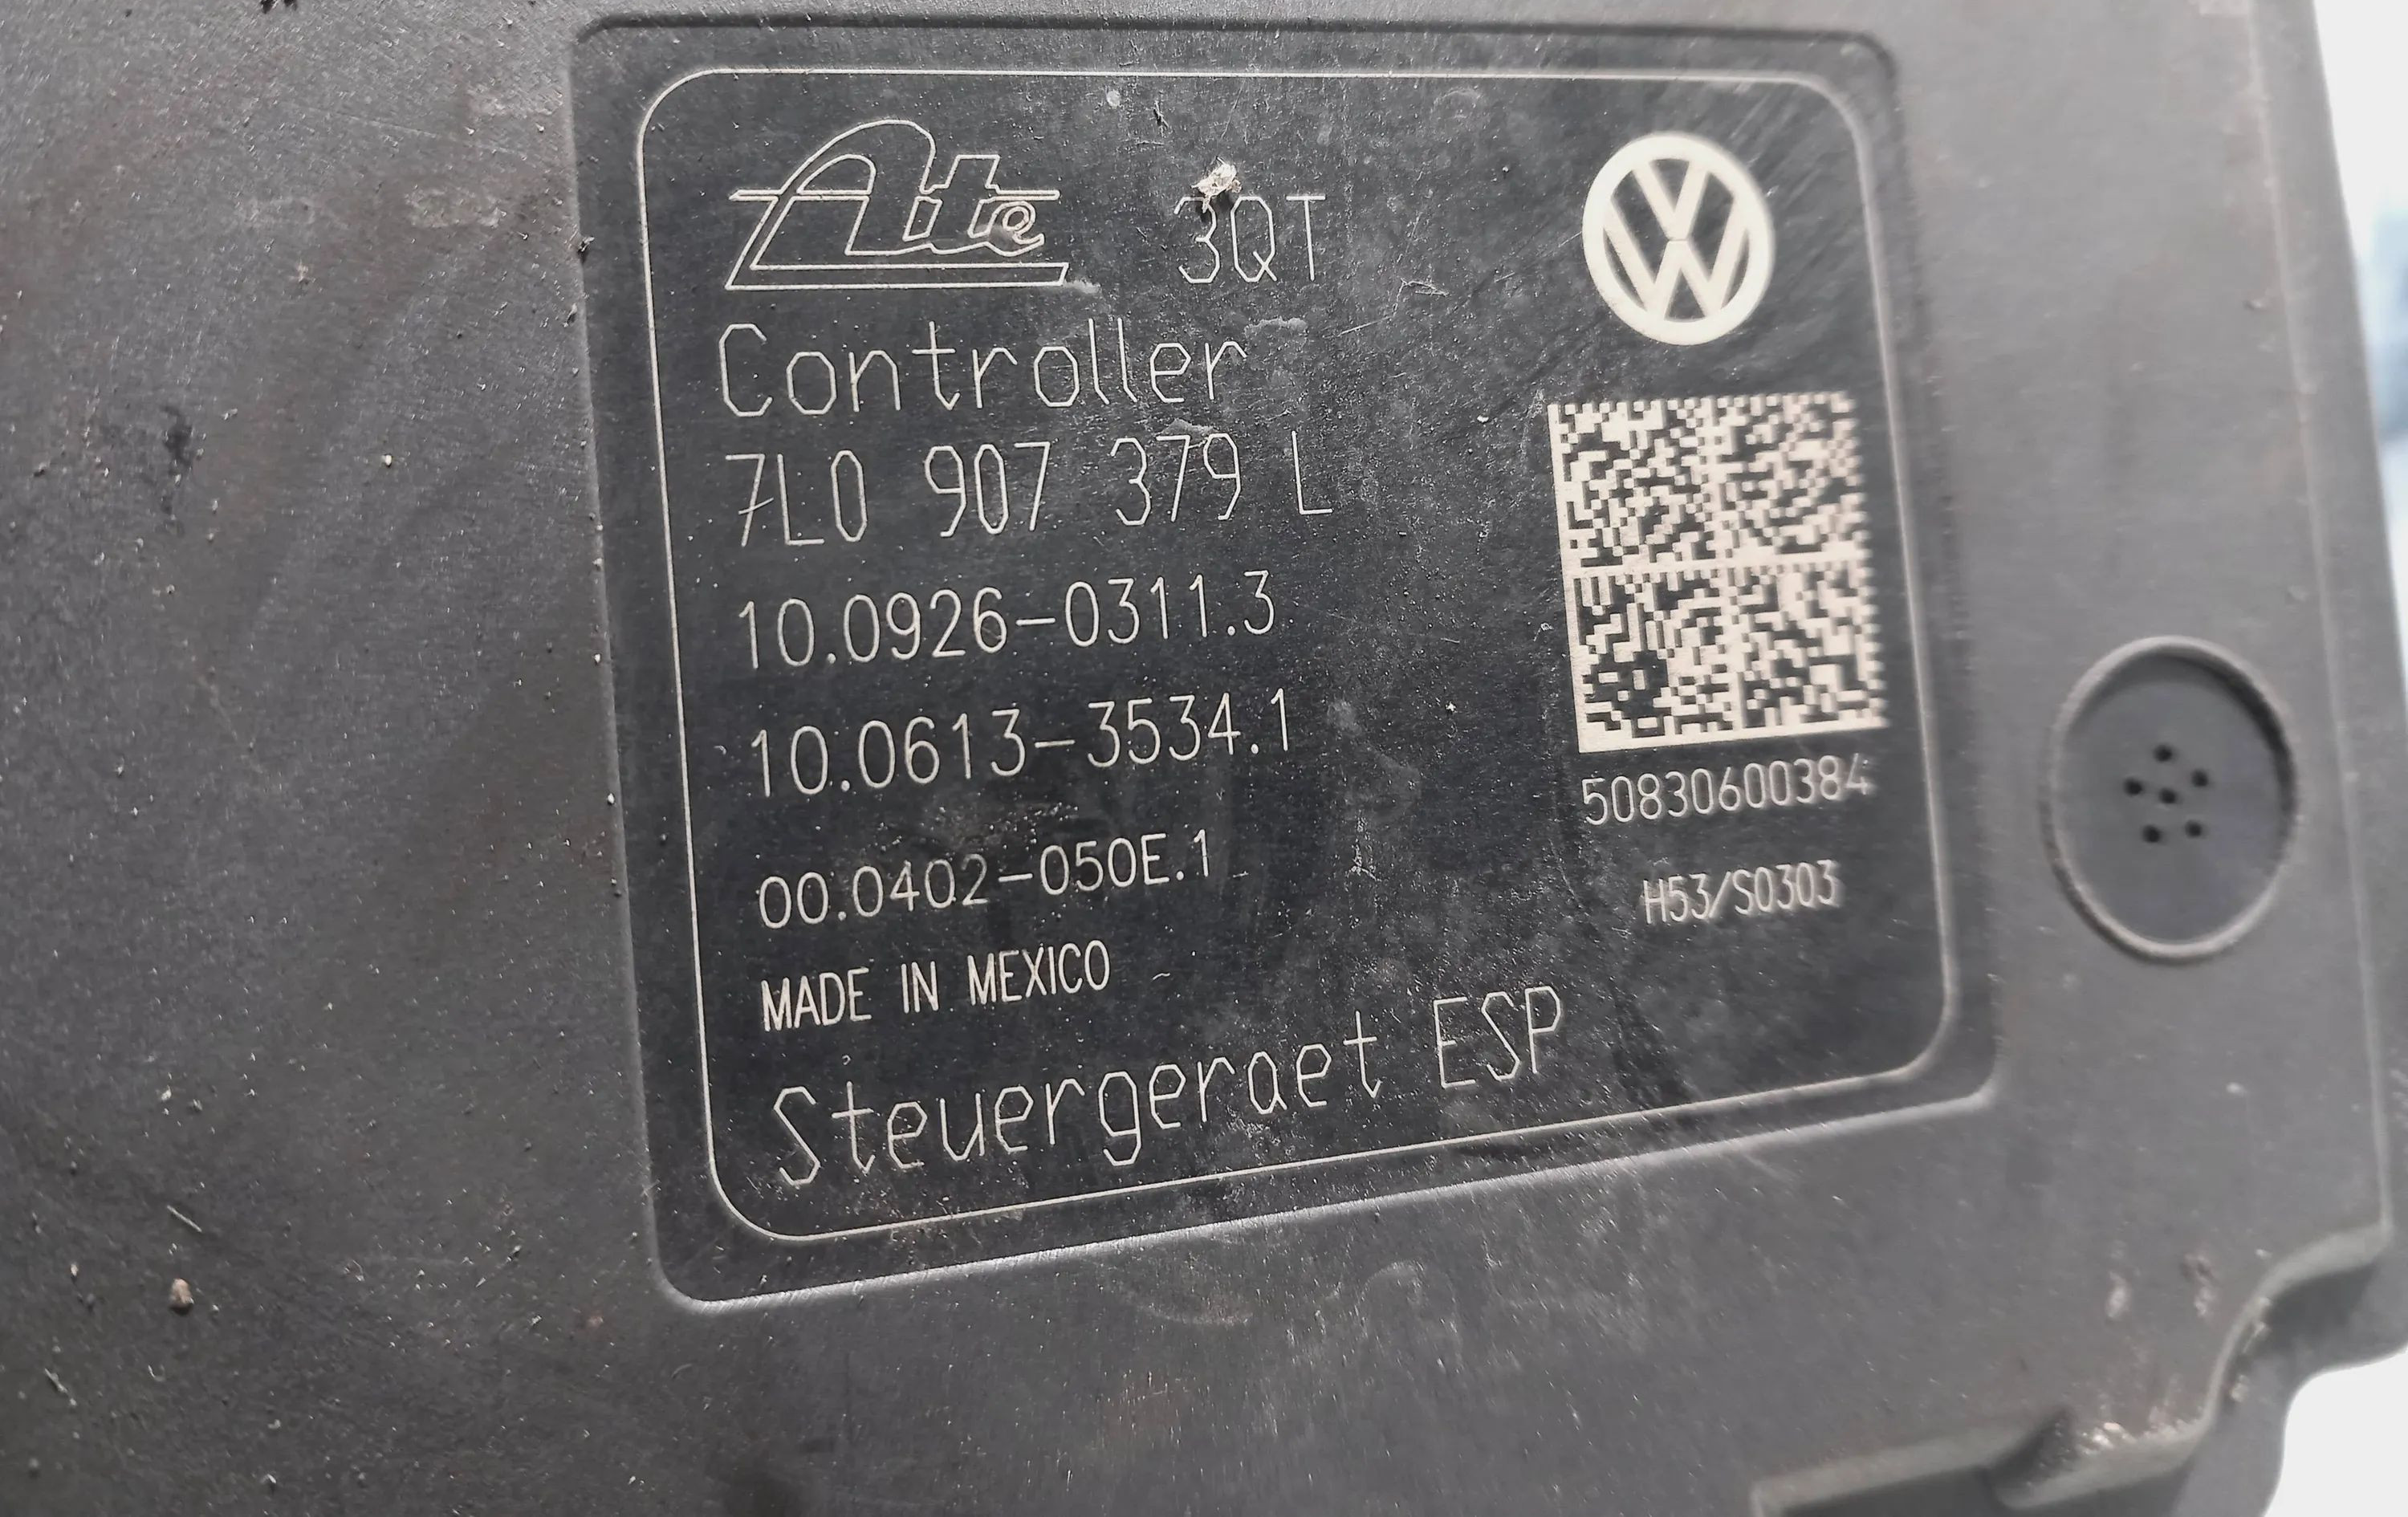 Ate 3QT
Controller
7L0 907 379 L
10.0926-0311.3
10.0613-3534.1
00.0402-050E.1
MADE IN MEXICO
Steuergeraet ESP
VW
50830600384
H53/S0303